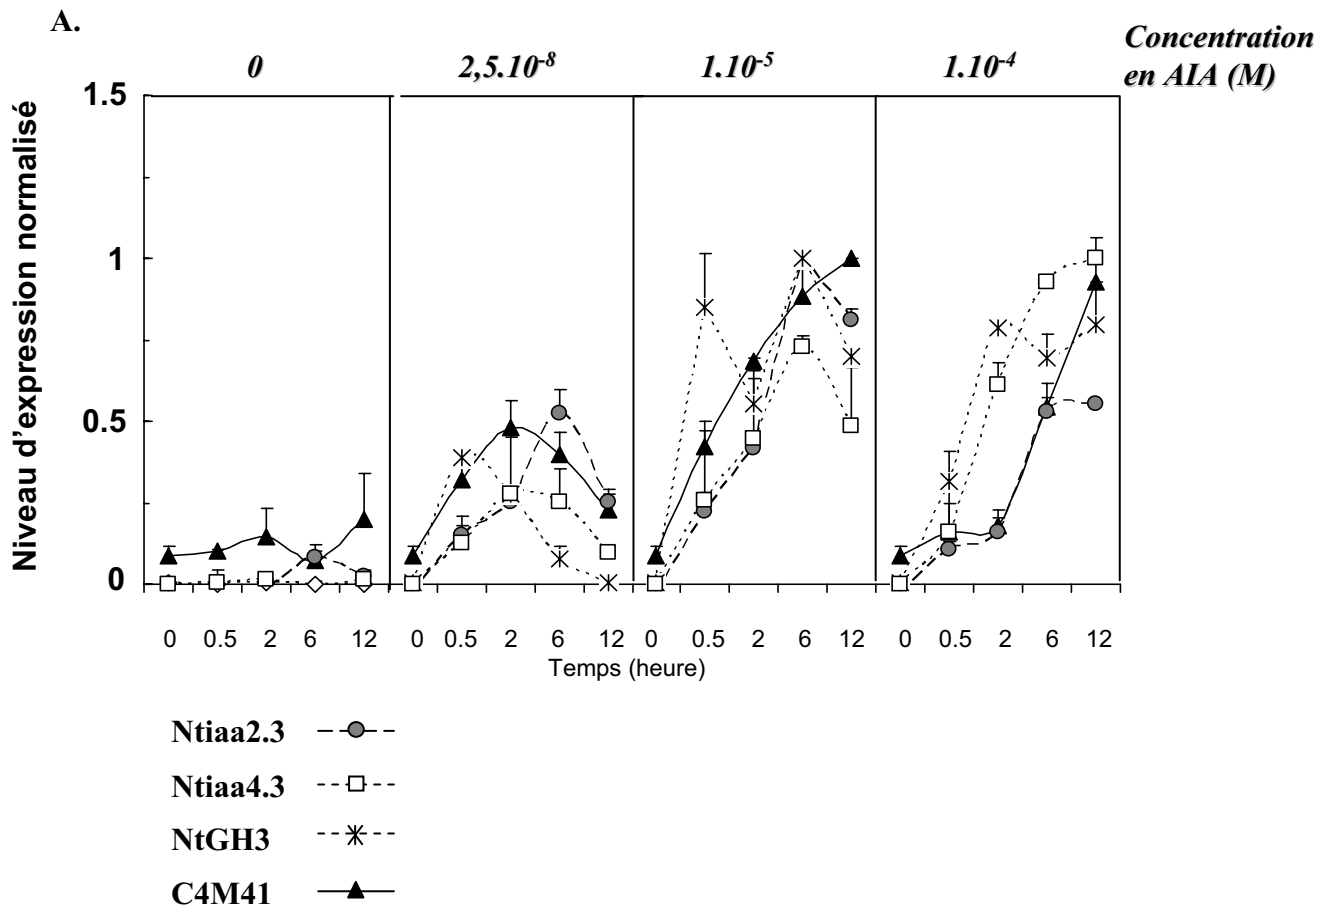 A.
0 2,5.10-8 1.10-5 1.10-4
Concentration
en AIA (M)
Niveau d'expression normalisé
1.5
1
0.5
0
0 0.5 2 6 12 0 0.5 2 6 12 0 0.5 2 6 12 0 0.5 2 6 12
Temps (heure)
Ntiaa2.3
Ntiaa4.3
NtGH3
C4M41